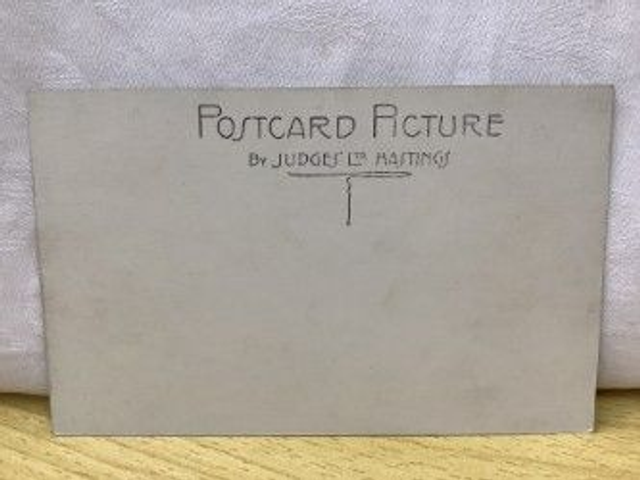 POSTCARD PICTURE
BY JUDGES LTD HASTINGS